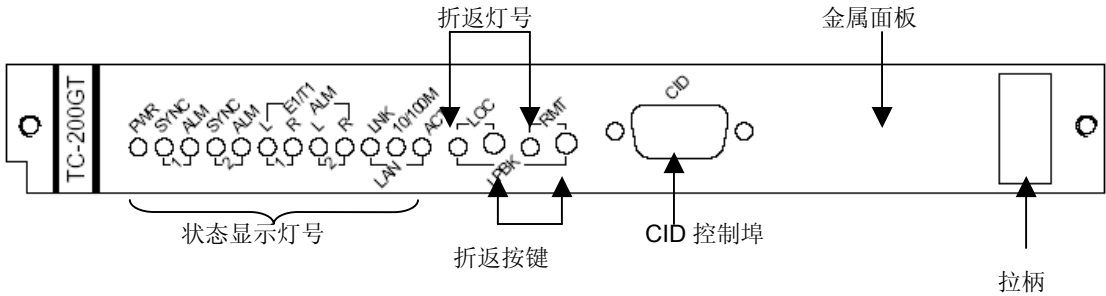 折返灯号
金属面板
TC-200GT
PWR SYNC ALM SYNC ALM L R L R LNK 10/100M ACT LOC RMT
E1/T1 ALM
CID
1 2 1 2 LAN LPBK
状态显示灯号
折返按键
CID 控制埠
拉柄